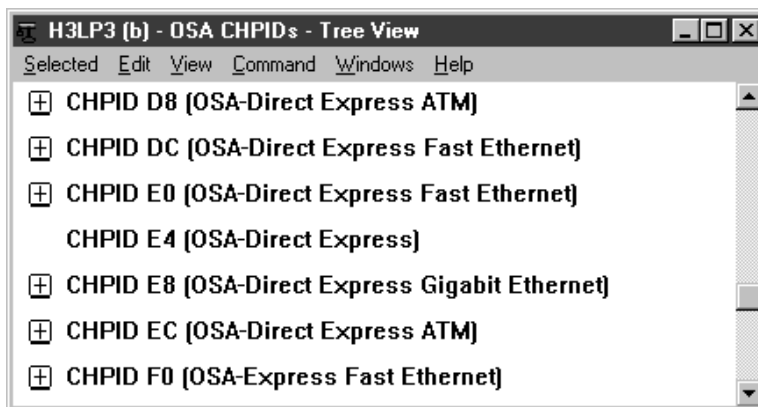 H3LP3 (b) - OSA CHPIDs - Tree View
Selected Edit View Command Windows Help
CHPID D8 (OSA-Direct Express ATM)
CHPID DC (OSA-Direct Express Fast Ethernet)
CHPID E0 (OSA-Direct Express Fast Ethernet)
CHPID E4 (OSA-Direct Express)
CHPID E8 (OSA-Direct Express Gigabit Ethernet)
CHPID EC (OSA-Direct Express ATM)
CHPID F0 (OSA-Express Fast Ethernet)